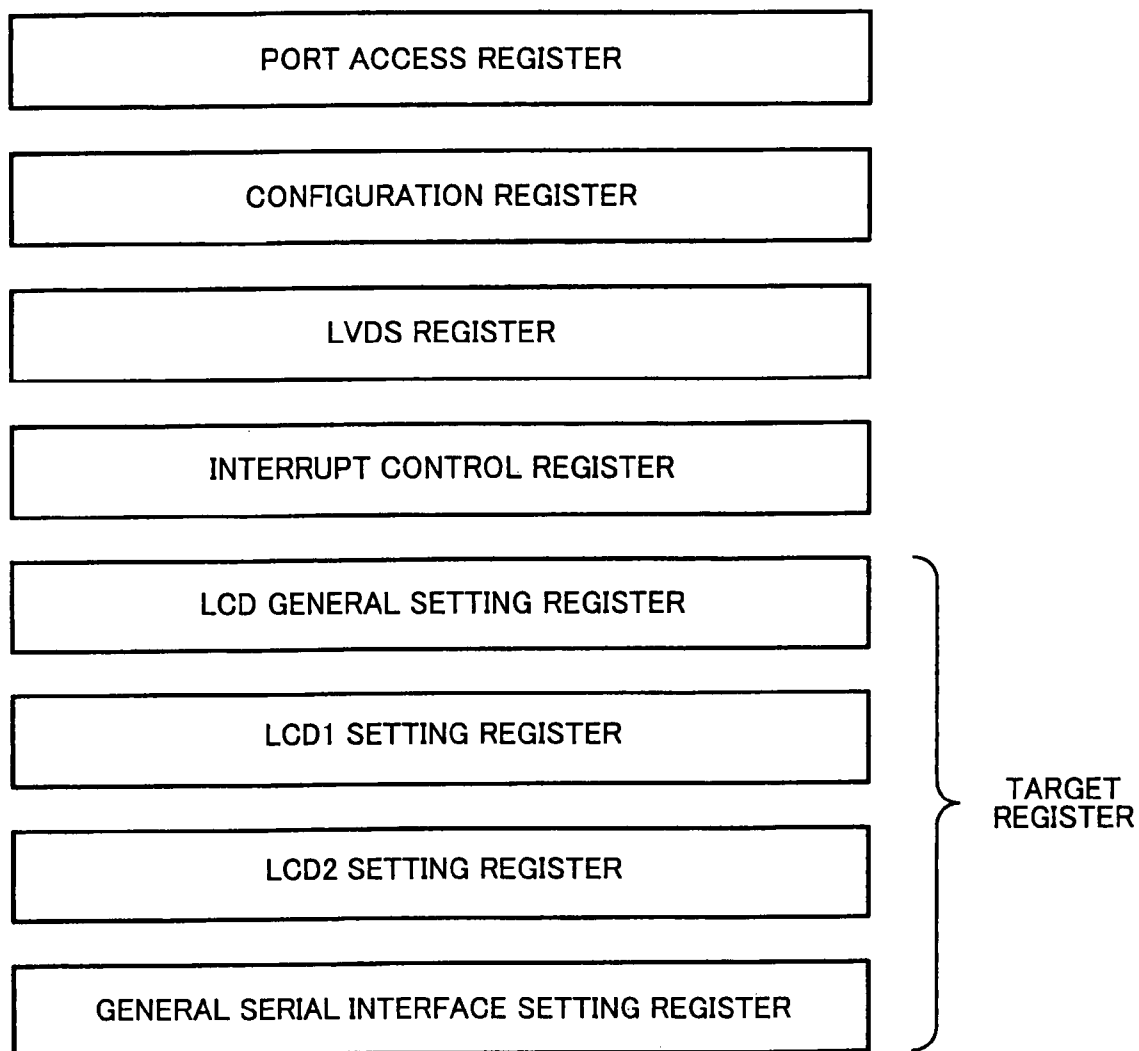 PORT ACCESS REGISTER
CONFIGURATION REGISTER
LVDS REGISTER
INTERRUPT CONTROL REGISTER
LCD GENERAL SETTING REGISTER
LCD1 SETTING REGISTER
LCD2 SETTING REGISTER
GENERAL SERIAL INTERFACE SETTING REGISTER
TARGET
REGISTER